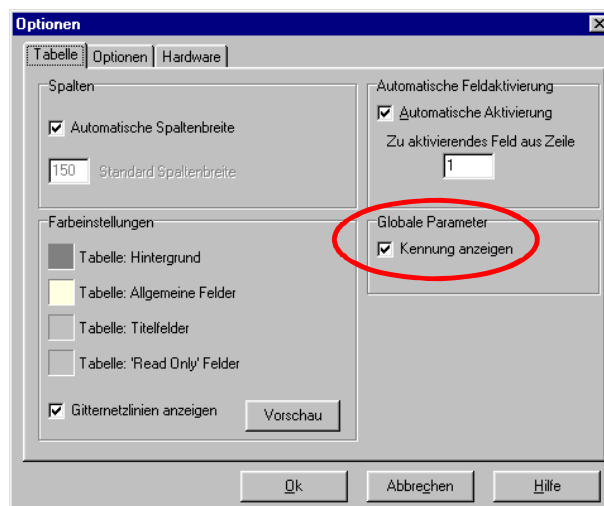 Optionen
Tabelle Optionen Hardware
Spalten
Automatische Spaltenbreite
150 Standard Spaltenbreite
Automatische Feldaktivierung
Automatische Aktivierung
Zu aktivierendes Feld aus Zeile
1
Farbeinstellungen
Tabelle: Hintergrund
Tabelle: Allgemeine Felder
Tabelle: Titelfelder
Tabelle: 'Read Only' Felder
Gitternetzlinien anzeigen
Vorschau
Globale Parameter
Kennung anzeigen
Ok Abbrechen Hilfe